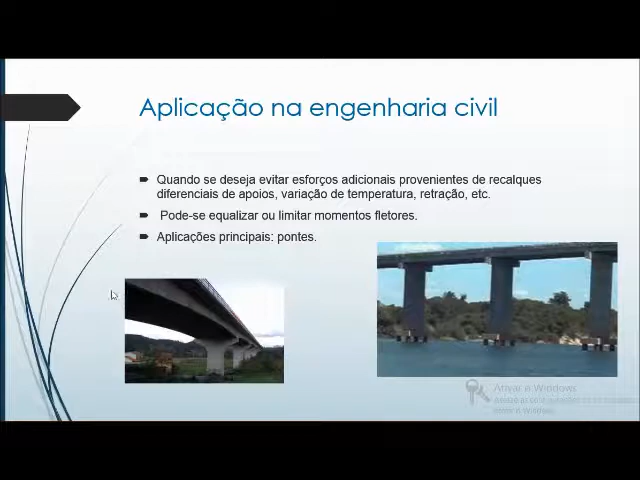 Aplicação na engenharia civil
Quando se deseja evitar esforços adicionais provenientes de recalques
diferenciais de apoios, variação de temperatura, retração, etc.
Pode-se equalizar ou limitar momentos fletores.
Aplicações principais: pontes.
Ativar o Windows